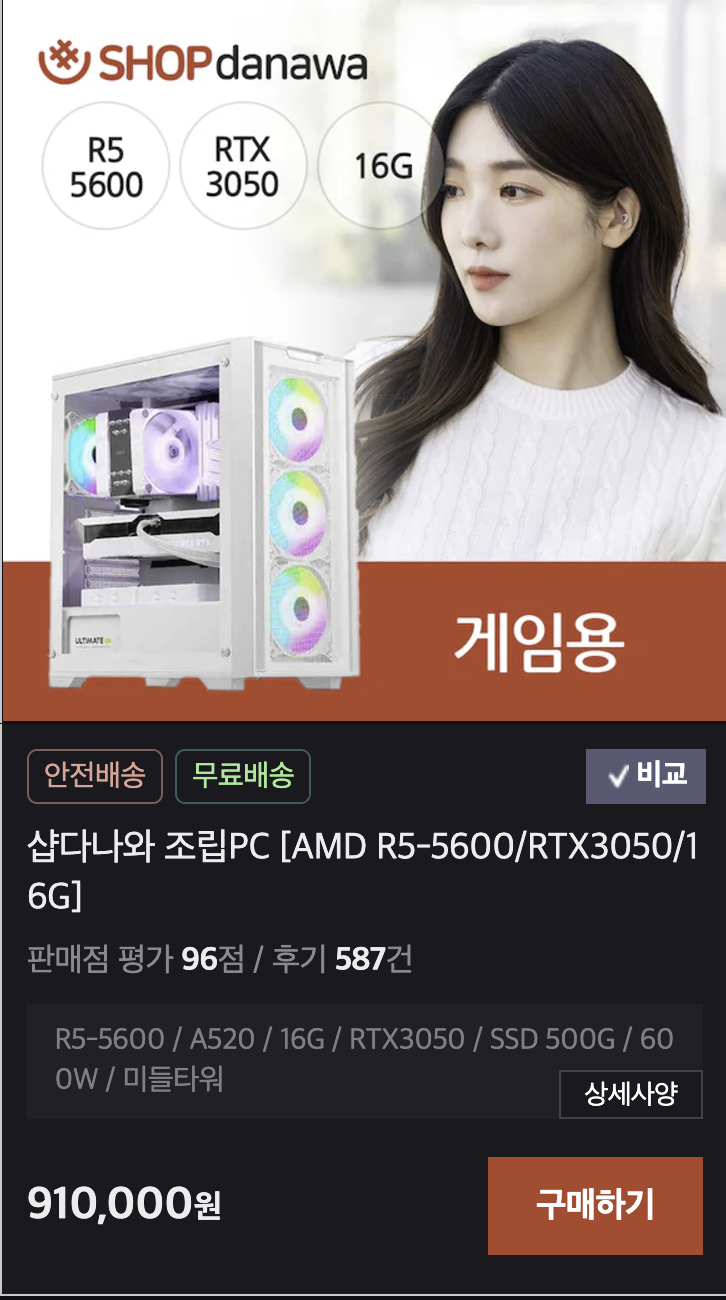 SHOPdanawa
R5
5600
RTX
3050
16G
ULTIMATE
게임용
안전배송
무료배송
비교
샵다나와 조립PC [AMD R5-5600/RTX3050/1
6G]
판매점 평가 96점 / 후기 587건
R5-5600 / A520 / 16G / RTX3050 / SSD 500G / 60
0W / 미들타워
상세사양
910,000원
구매하기